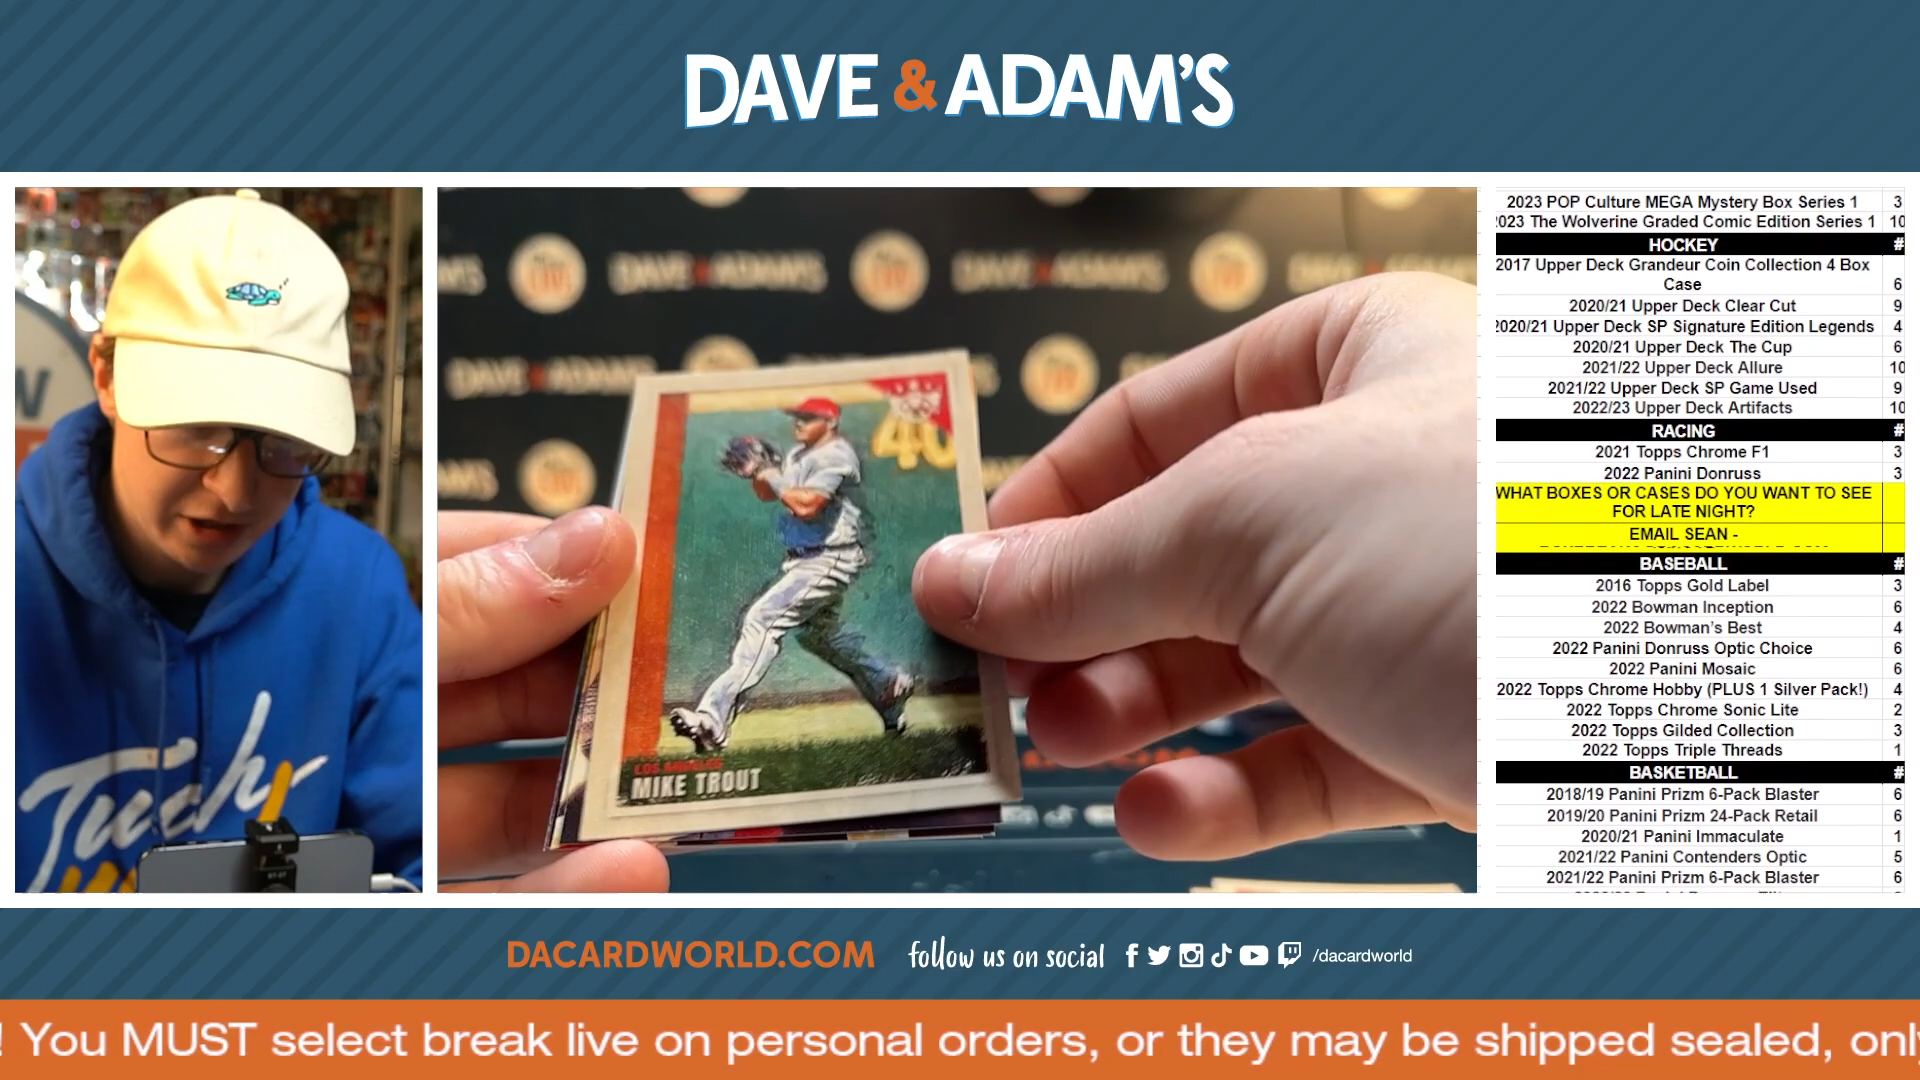 DAVE & ADAM'S
2023 POP Culture MEGA Mystery Box Series 1 3
2023 The Wolverine Graded Comic Edition Series 1 10
HOCKEY #
2017 Upper Deck Grandeur Coin Collection 4 Box
Case 6
2020/21 Upper Deck Clear Cut 9
2020/21 Upper Deck SP Signature Edition Legends 4
2020/21 Upper Deck The Cup 6
2021/22 Upper Deck Allure 10
2021/22 Upper Deck SP Game Used 9
2022/23 Upper Deck Artifacts 10
RACING #
2021 Topps Chrome F1 3
2022 Panini Donruss 3
WHAT BOXES OR CASES DO YOU WANT TO SEE
FOR LATE NIGHT?
EMAIL SEAN -
BASEBALL #
2016 Topps Gold Label 3
2022 Bowman Inception 6
2022 Bowman's Best 4
2022 Panini Donruss Optic Choice 6
2022 Panini Mosaic 6
2022 Topps Chrome Hobby (PLUS 1 Silver Pack!) 4
2022 Topps Chrome Sonic Lite 2
2022 Topps Gilded Collection 3
2022 Topps Triple Threads 1
BASKETBALL #
2018/19 Panini Prizm 6-Pack Blaster 6
2019/20 Panini Prizm 24-Pack Retail 6
2020/21 Panini Immaculate 1
2021/22 Panini Contenders Optic 5
2021/22 Panini Prizm 6-Pack Blaster 6
DAVE & ADAM'S
DAVE & ADAM'S
40
LOS ANGELES
MIKE TROUT
DACARDWORLD.COM follow us on social /dacardworld
! You MUST select break live on personal orders, or they may be shipped sealed, only